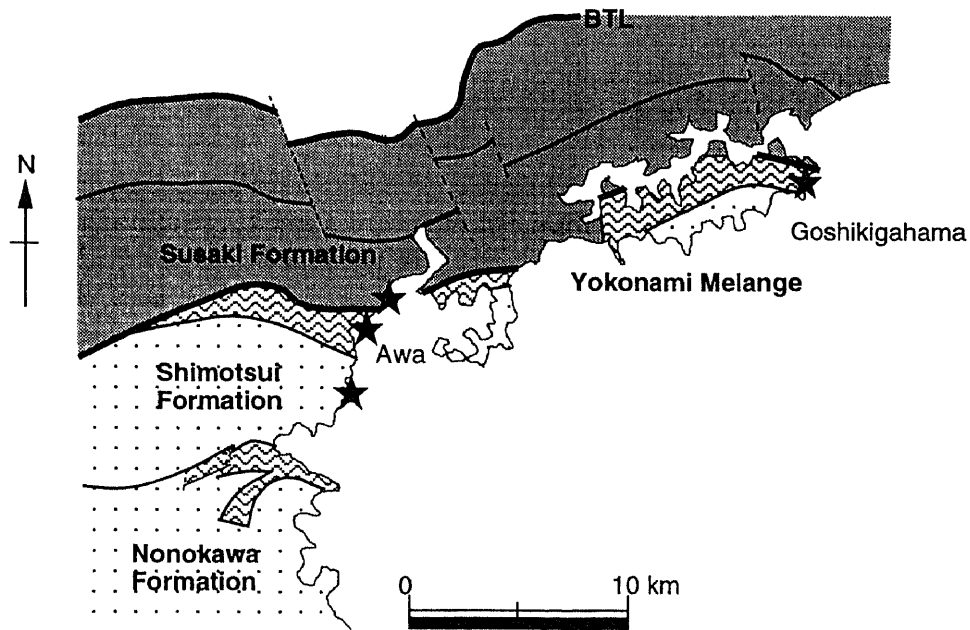 BTL
N
Goshikigahama
Susaki Formation
Yokonami Melange
Awa
Shimotsui
Formation
Nonokawa
Formation
0
10 km